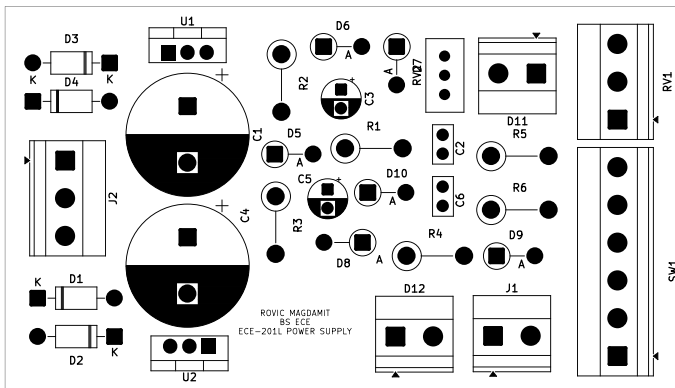 U1
D6
D3
K
K
D4
R2
A
A
RV2
D7
C3
D11
RV1
C1
D5
A
R1
C2
R5
J2
C5
D10
A
C6
R6
C4
R3
D8
A
R4
D9
A
SW1
K
D1
D2
K
U2
ROVIC MAGDAMIT
BS ECE
ECE-201L POWER SUPPLY
D12
J1